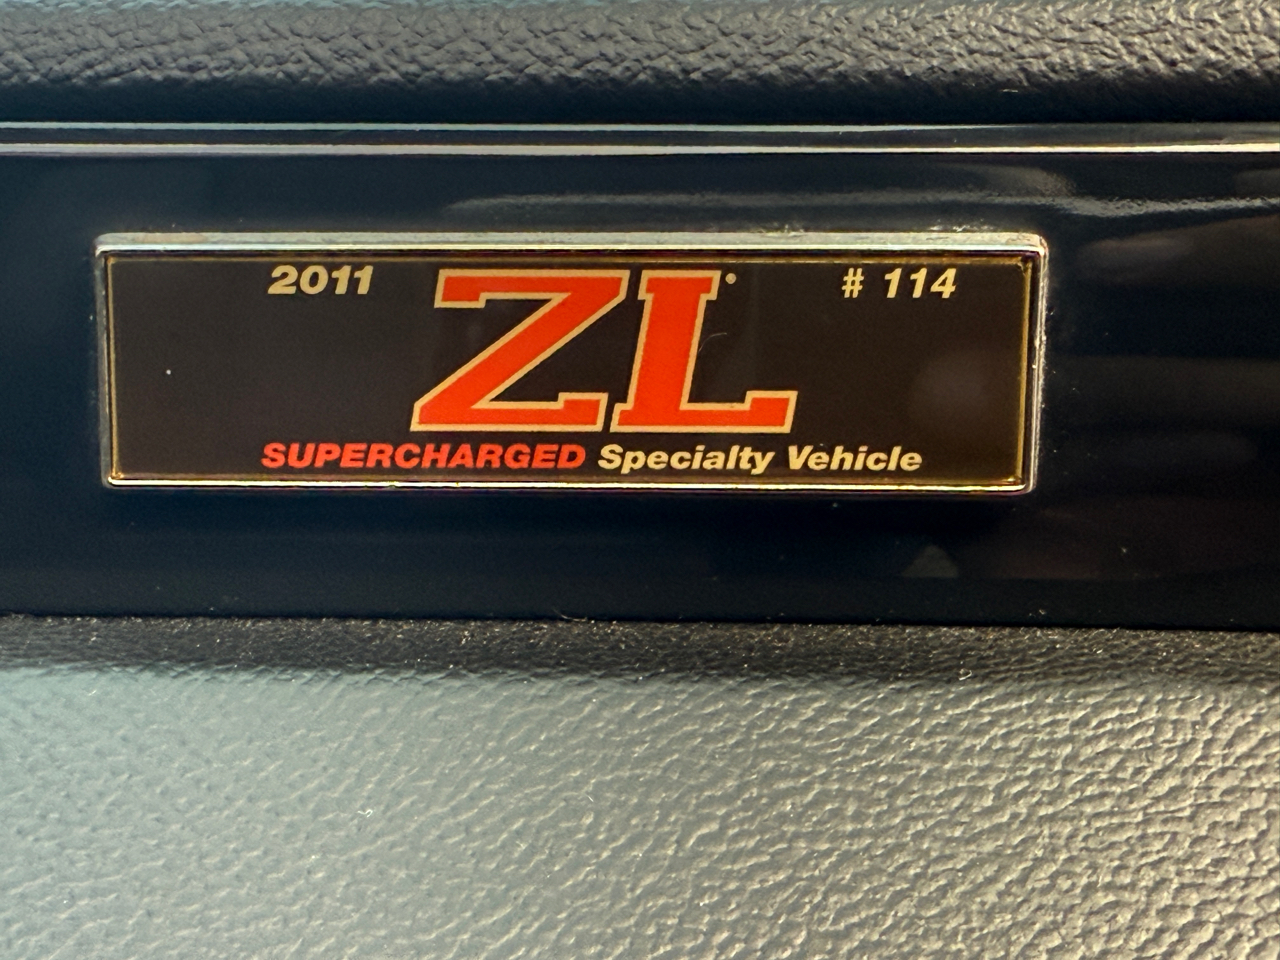 2011 ZL # 114
SUPERCHARGED Specialty Vehicle